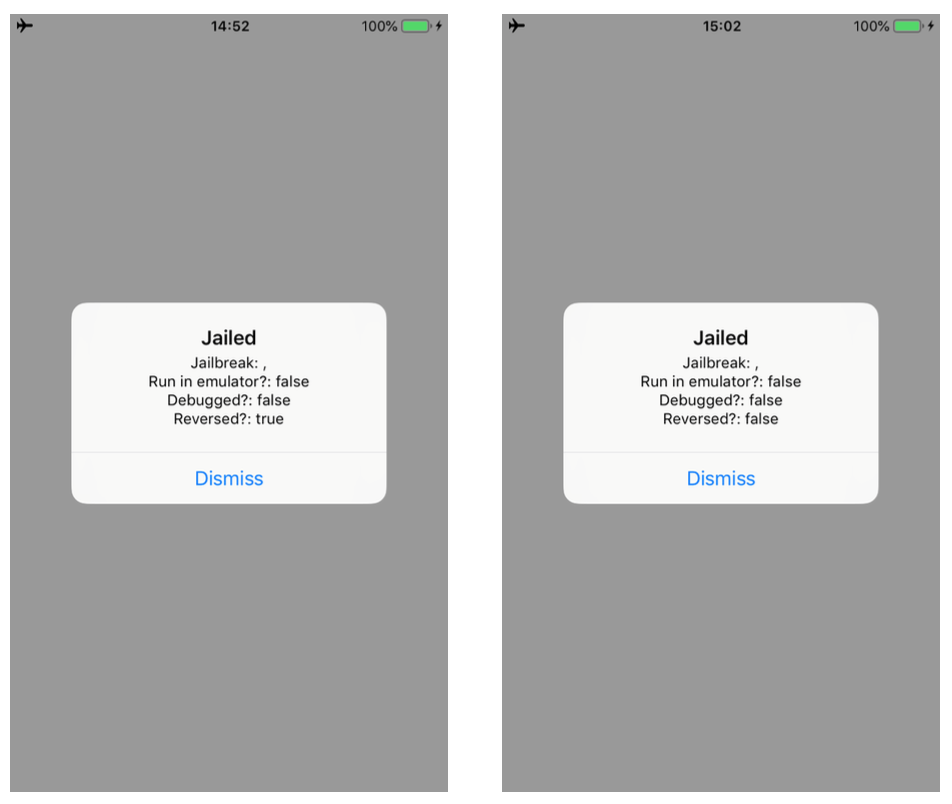 14:52
100%
Jailed
Jailbreak: ,
Run in emulator?: false
Debugged?: false
Reversed?: true
Dismiss
15:02
100%
Jailed
Jailbreak: ,
Run in emulator?: false
Debugged?: false
Reversed?: false
Dismiss